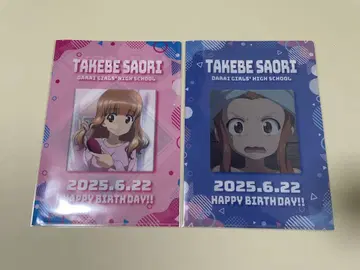 TAKEBE SAORI
OARAI GIRLS' HIGH SCHOOL
2025.6.22
HAPPY BIRTHDAY!!
TAKEBE SAORI
OARAI GIRLS' HIGH SCHOOL
2025.6.22
HAPPY BIRTHDAY!!